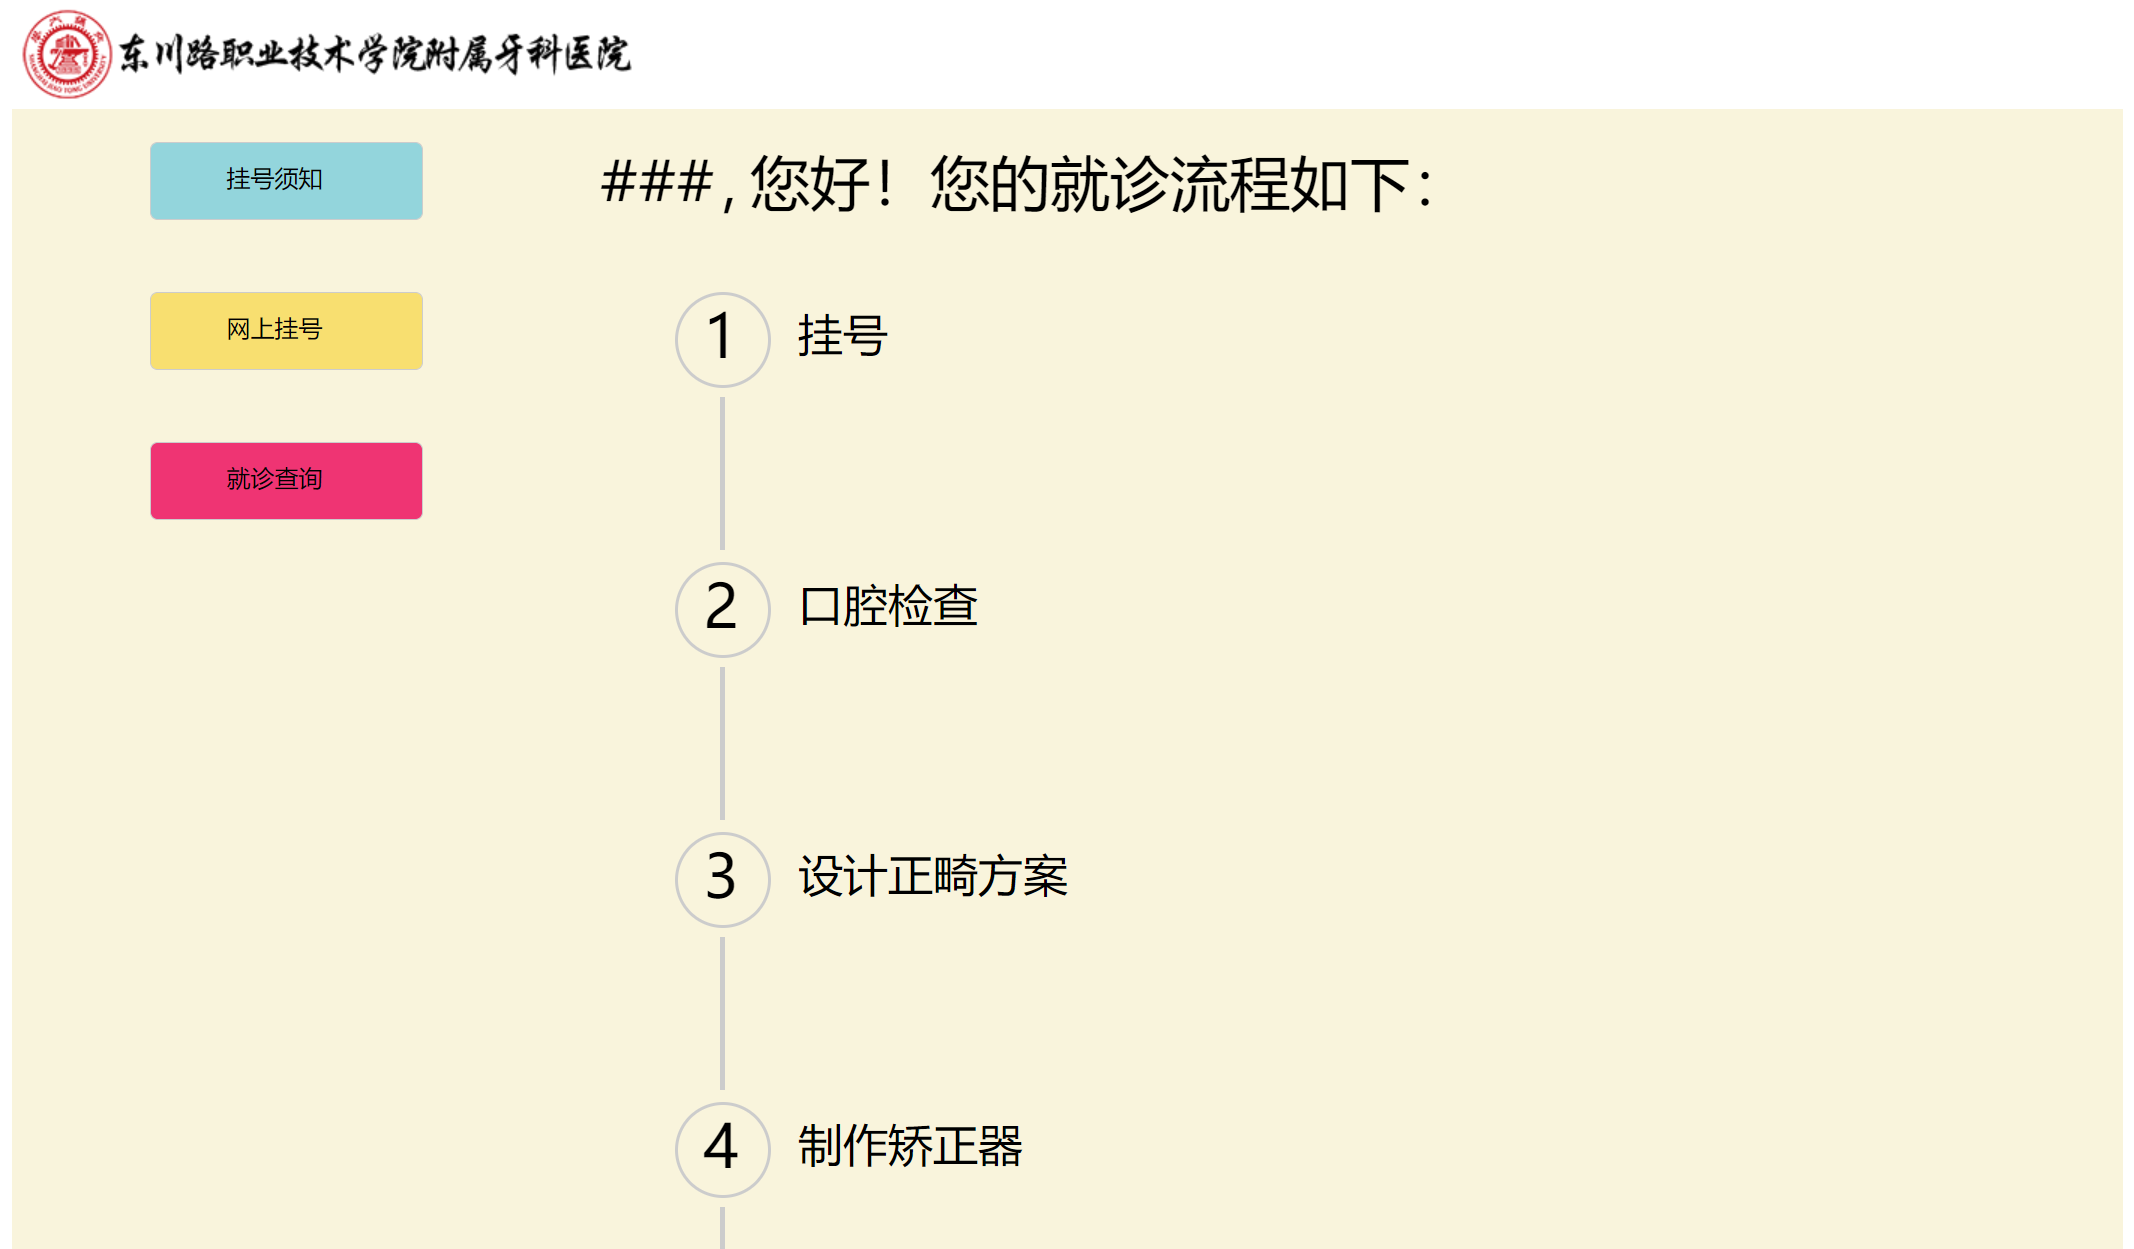 东川路职业技术学院附属牙科医院
挂号须知
网上挂号
就诊查询
###,您好！您的就诊流程如下：
1 挂号
2 口腔检查
3 设计正畸方案
4 制作矫正器